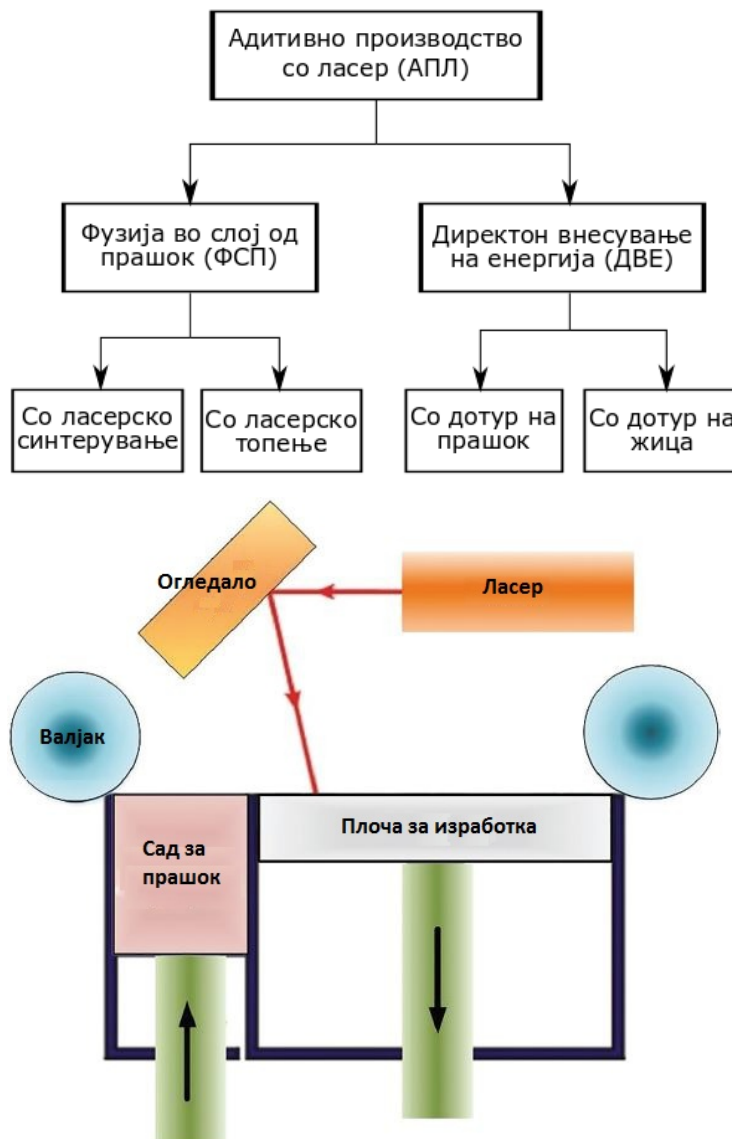 Адитивно производство
со ласер (АПЛ)
Фузија во слој од
прашок (ФСП)
Директон внесување
на енергија (ДВЕ)
Со ласерско
синтерување
Со ласерско
топење
Со дотур на
прашок
Со дотур на
жица
Огледало
Ласер
Валјак
Плоча за изработка
Сад за
прашок